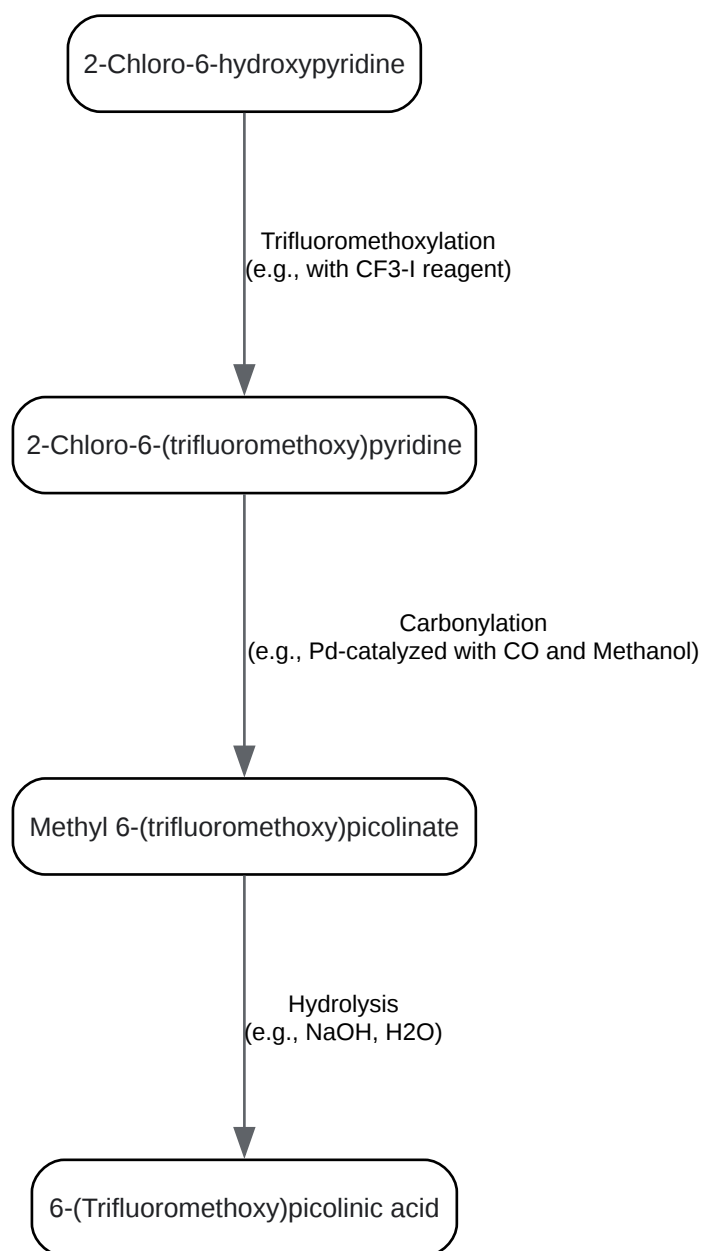 2-Chloro-6-hydroxypyridine
Trifluoromethoxylation
(e.g., with CF3-I reagent)
2-Chloro-6-(trifluoromethoxy)pyridine
Carbonylation
(e.g., Pd-catalyzed with CO and Methanol)
Methyl 6-(trifluoromethoxy)picolinate
Hydrolysis
(e.g., NaOH, H2O)
6-(Trifluoromethoxy)picolinic acid